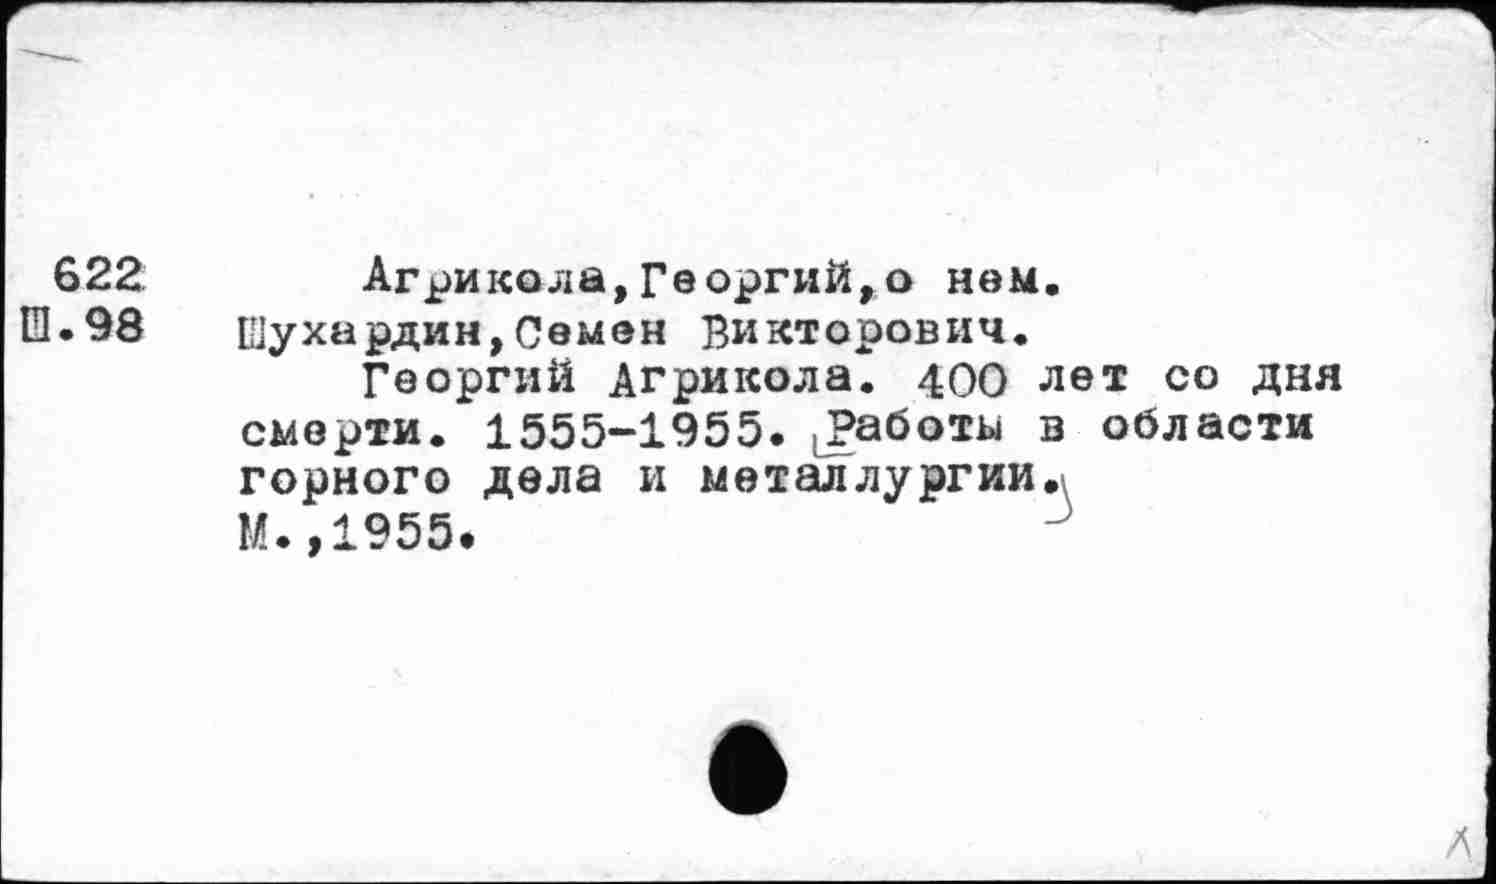 622 Агрикола,Георгий,о нем.
Ш.98 Шухардин,Семен Викторович.
Георгий Агрикола. 400 лет со дня
смерти. 1555-1955. [Работы в области
горного дела и металлургии.]
М.,1955.